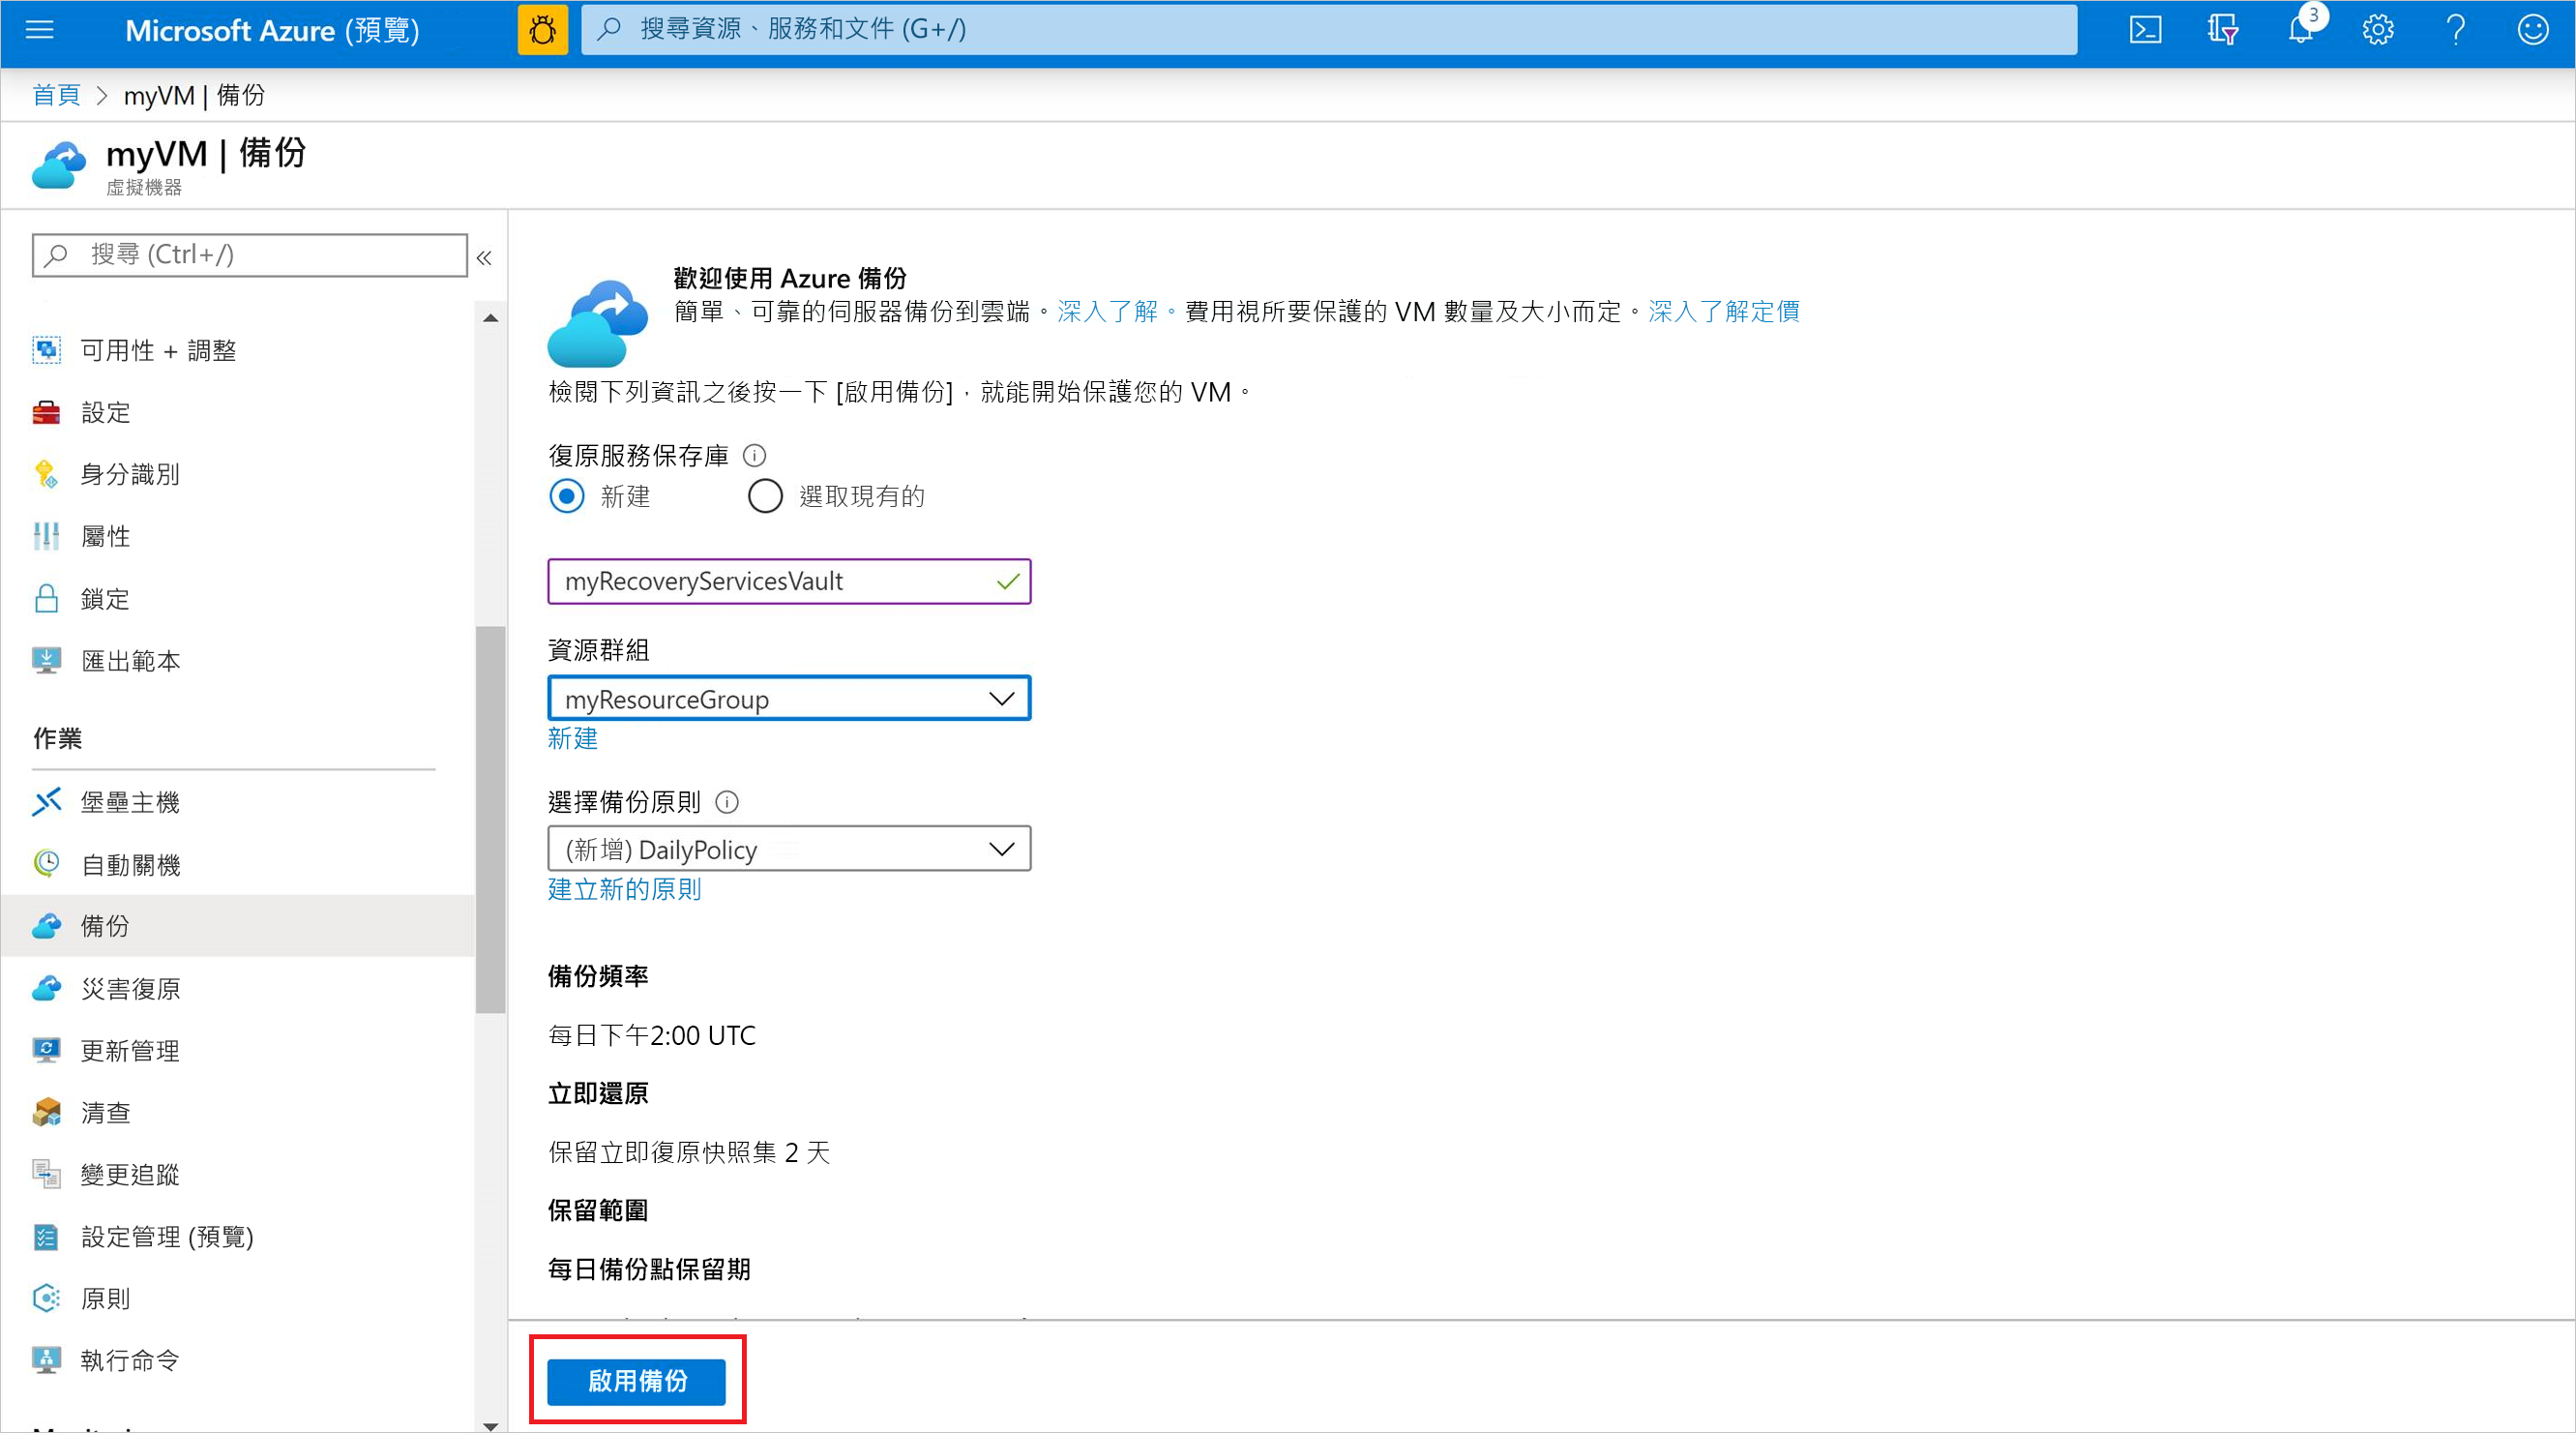 Microsoft Azure (預覽)
搜尋資源、服務和文件 (G+/)
3
首頁 > myVM | 備份
myVM | 備份
虛擬機器
搜尋 (Ctrl+/)
可用性 + 調整
設定
身分識別
屬性
鎖定
匯出範本
作業
堡壘主機
自動關機
備份
災害復原
更新管理
清查
變更追蹤
設定管理 (預覽)
原則
執行命令
歡迎使用 Azure 備份
簡單、可靠的伺服器備份到雲端。深入了解。費用視所要保護的 VM 數量及大小而定。深入了解定價
檢閱下列資訊之後按一下 [啟用備份],就能開始保護您的 VM。
復原服務保存庫
新建
選取現有的
myRecoveryServicesVault
資源群組
myResourceGroup
新建
選擇備份原則
(新增) DailyPolicy
建立新的原則
備份頻率
每日下午2:00 UTC
立即還原
保留立即復原快照集 2 天
保留範圍
每日備份點保留期
啟用備份